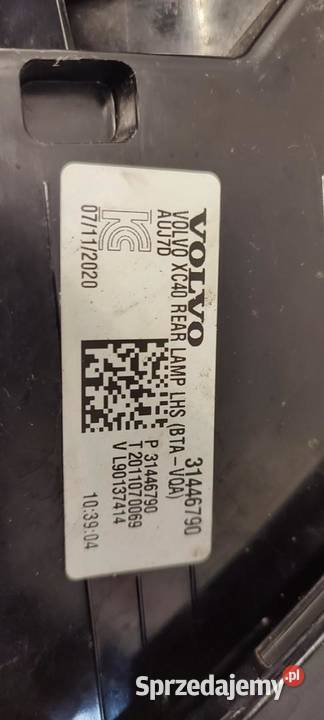 VOLVO
31446790
VOLVO XC40 REAR LAMP LHS (BTA-VQA)
AUJ7D
P 31446790
T 2011070069
V L90137414
07/11/2020
10:39:04
Sprzedajemy.pl